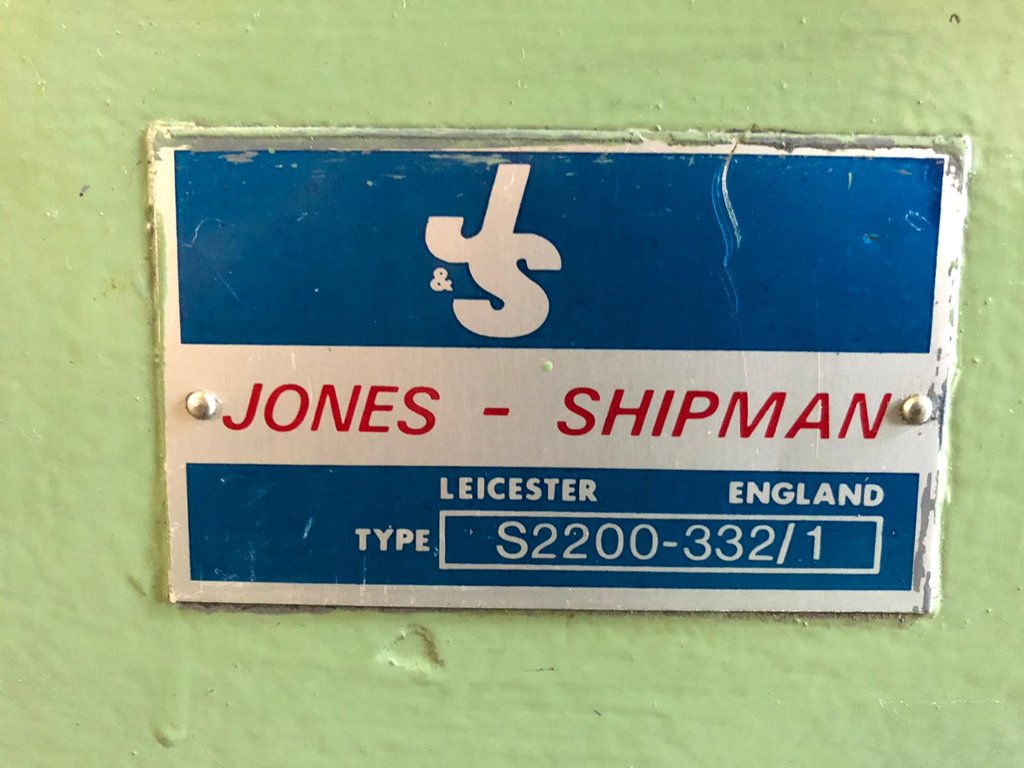 J&S
JONES - SHIPMAN
LEICESTER ENGLAND
TYPE S2200-332/1